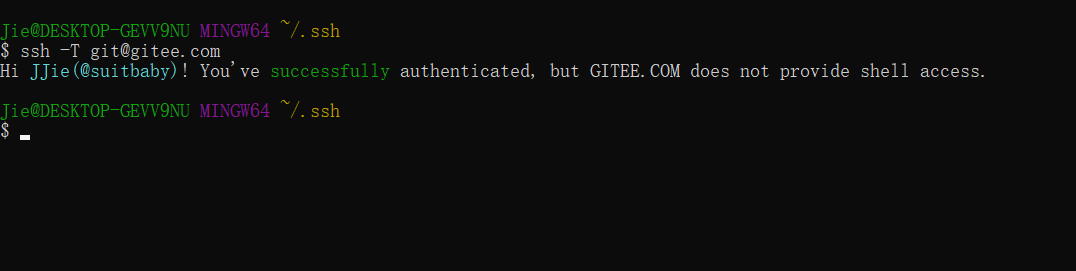 Jie@DESKTOP-GEVV9NU MINGW64 ~/.ssh
$ ssh -T git@gitee.com
Hi JJie(@suitbaby)! You've successfully authenticated, but GITEE.COM does not provide shell access.
Jie@DESKTOP-GEVV9NU MINGW64 ~/.ssh
$